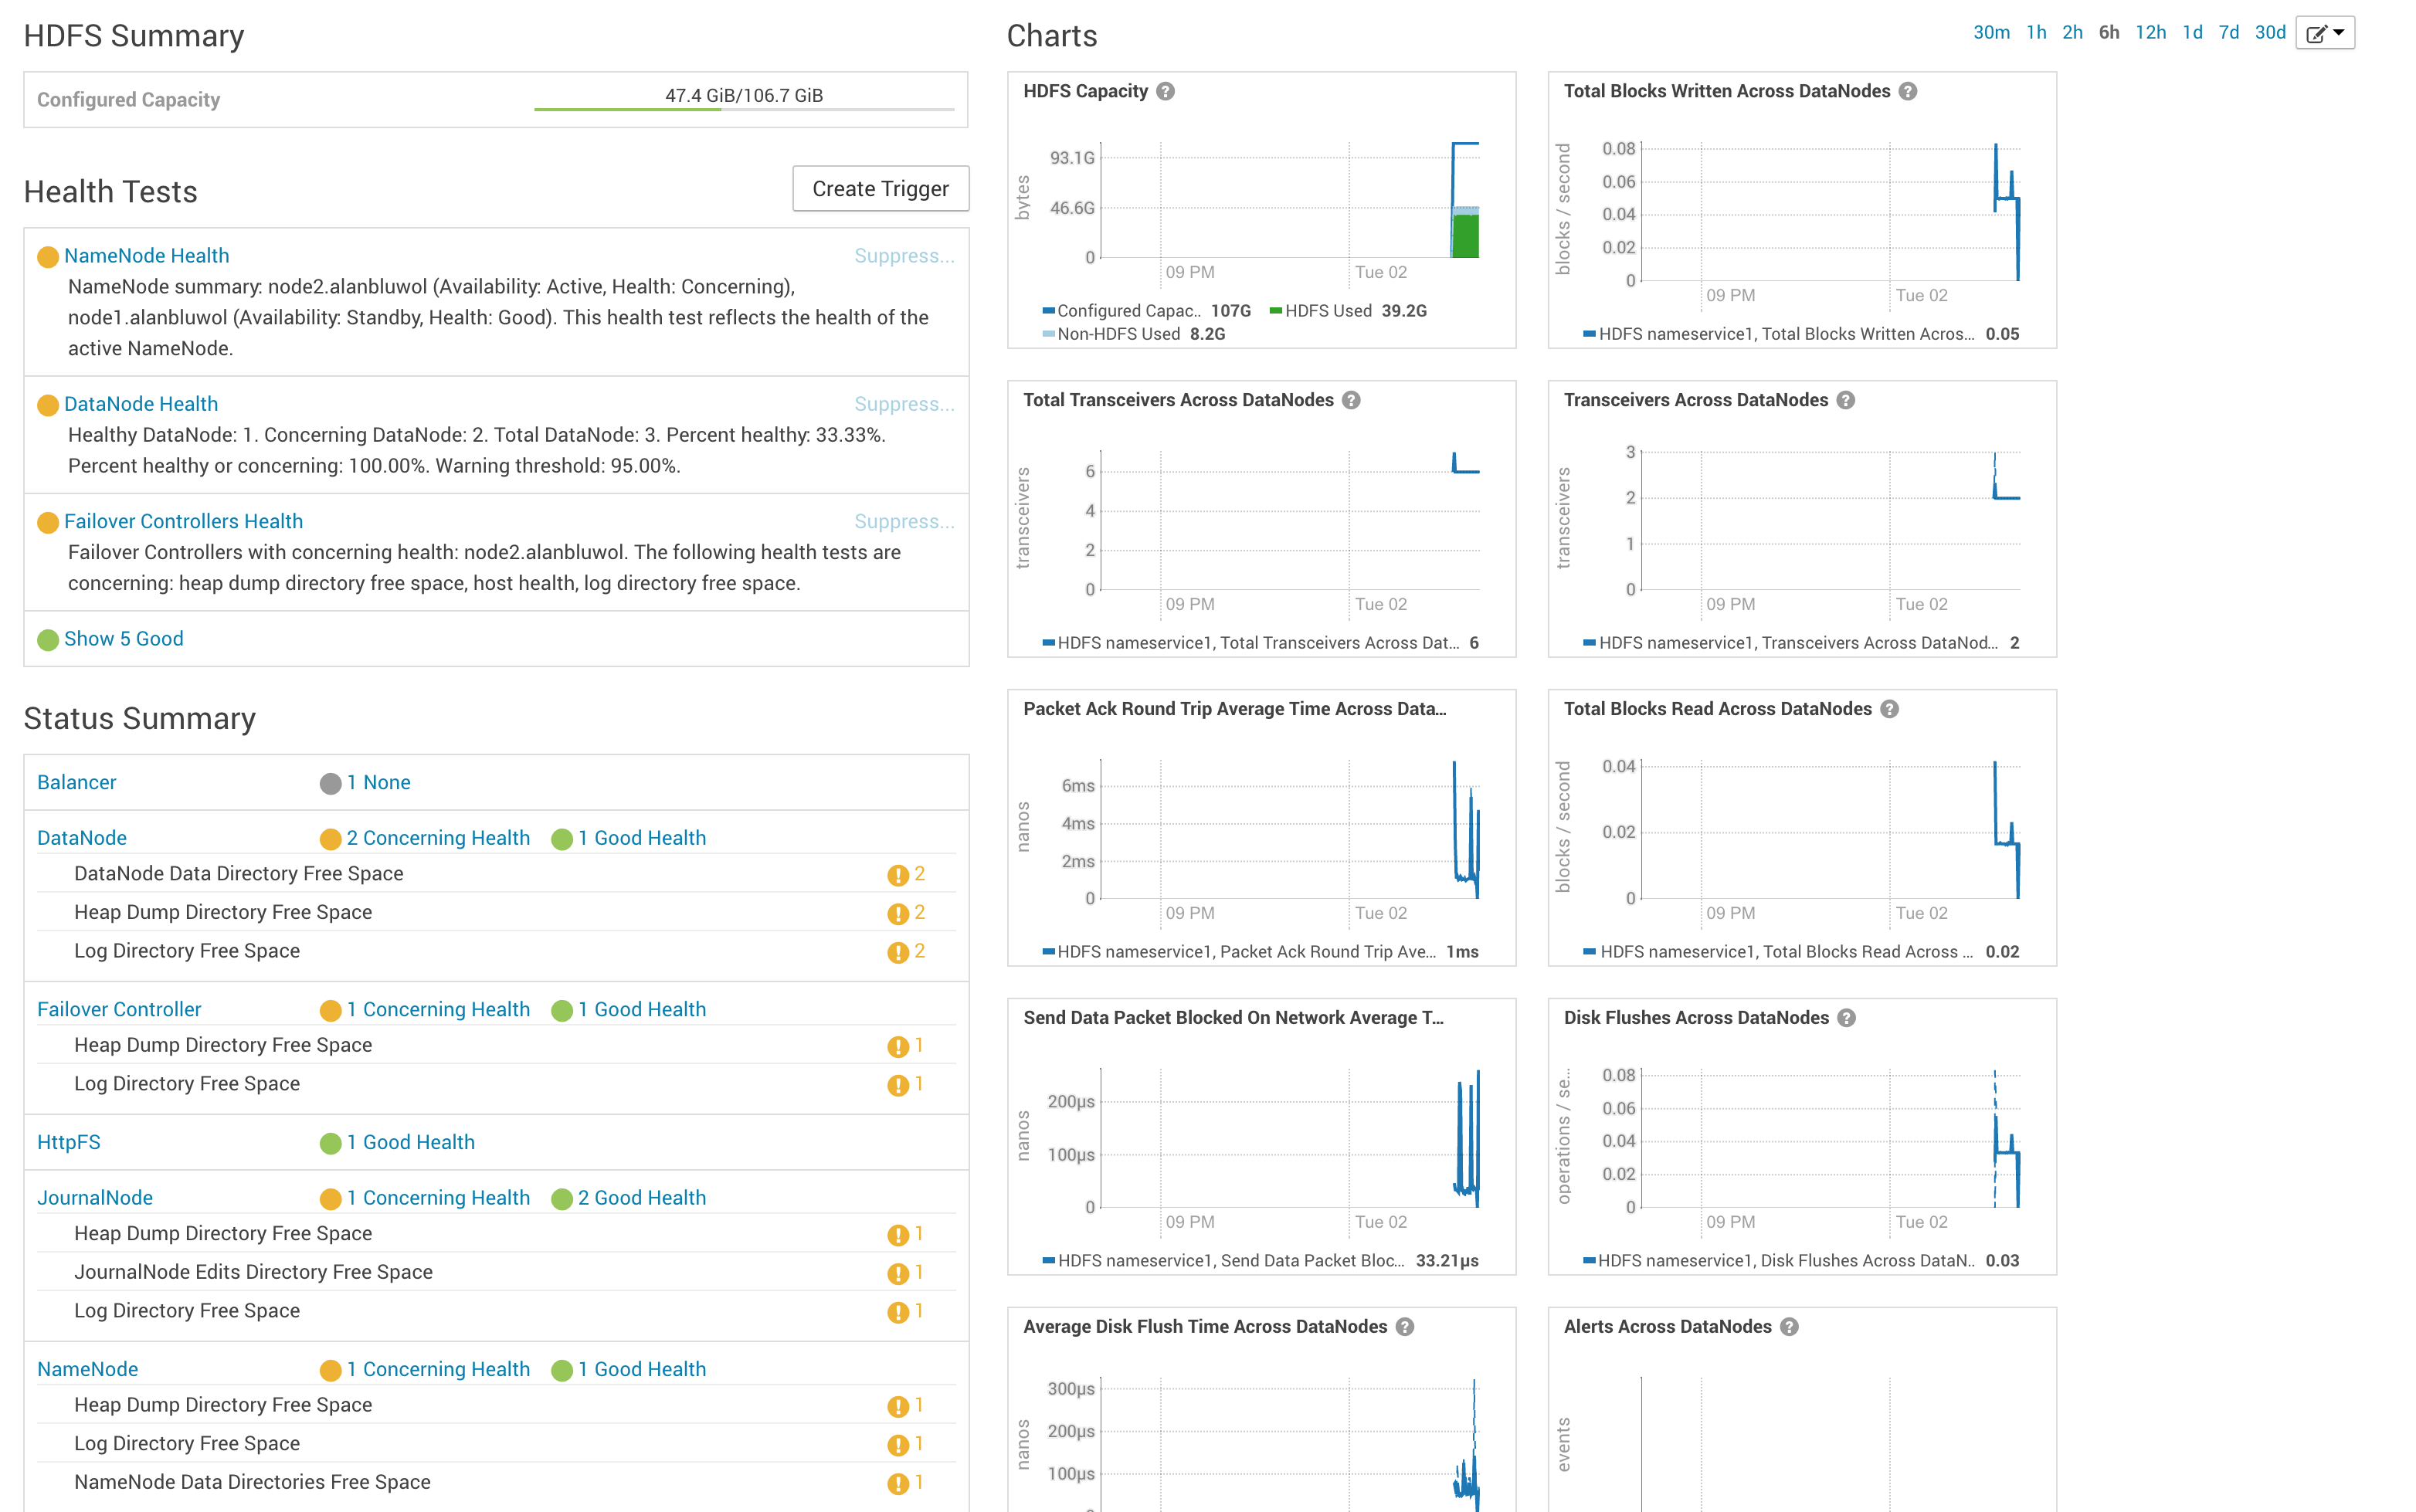 HDFS Summary
Configured Capacity
47.4 GiB/106.7 GiB
Health Tests
Create Trigger
NameNode Health
Suppress...
NameNode summary: node2.alanbluwol (Availability: Active, Health: Concerning),
node1.alanbluwol (Availability: Standby, Health: Good). This health test reflects the health of the
active NameNode.
DataNode Health
Suppress...
Healthy DataNode: 1. Concerning DataNode: 2. Total DataNode: 3. Percent healthy: 33.33%.
Percent healthy or concerning: 100.00%. Warning threshold: 95.00%.
Failover Controllers Health
Suppress...
Failover Controllers with concerning health: node2.alanbluwol. The following health tests are
concerning: heap dump directory free space, host health, log directory free space.
Show 5 Good
Status Summary
Balancer 1 None
DataNode 2 Concerning Health 1 Good Health
DataNode Data Directory Free Space 2
Heap Dump Directory Free Space 2
Log Directory Free Space 2
Failover Controller 1 Concerning Health 1 Good Health
Heap Dump Directory Free Space 1
Log Directory Free Space 1
HttpFS 1 Good Health
JournalNode 1 Concerning Health 2 Good Health
Heap Dump Directory Free Space 1
JournalNode Edits Directory Free Space 1
Log Directory Free Space 1
NameNode 1 Concerning Health 1 Good Health
Heap Dump Directory Free Space 1
Log Directory Free Space 1
NameNode Data Directories Free Space 1
Charts
30m 1h 2h 6h 12h 1d 7d 30d
HDFS Capacity
bytes
93.1G
46.6G
0
09 PM Tue 02
Configured Capac.. 107G HDFS Used 39.2G
Non-HDFS Used 8.2G
Total Blocks Written Across DataNodes
blocks / second
0.08
0.06
0.04
0.02
0
09 PM Tue 02
HDFS nameservice1, Total Blocks Written Acros... 0.05
Total Transceivers Across DataNodes
transceivers
6
4
2
0
09 PM Tue 02
HDFS nameservice1, Total Transceivers Across Dat... 6
Transceivers Across DataNodes
transceivers
3
2
1
0
09 PM Tue 02
HDFS nameservice1, Transceivers Across DataNod... 2
Packet Ack Round Trip Average Time Across Data...
nanos
6ms
4ms
2ms
0
09 PM Tue 02
HDFS nameservice1, Packet Ack Round Trip Ave... 1ms
Total Blocks Read Across DataNodes
blocks / second
0.04
0.02
0
09 PM Tue 02
HDFS nameservice1, Total Blocks Read Across ... 0.02
Send Data Packet Blocked On Network Average T...
nanos
200µs
100µs
0
09 PM Tue 02
HDFS nameservice1, Send Data Packet Bloc... 33.21µs
Disk Flushes Across DataNodes
operations / se...
0.08
0.06
0.04
0.02
0
09 PM Tue 02
HDFS nameservice1, Disk Flushes Across DataN.. 0.03
Average Disk Flush Time Across DataNodes
nanos
300µs
200µs
100µs
Alerts Across DataNodes
events